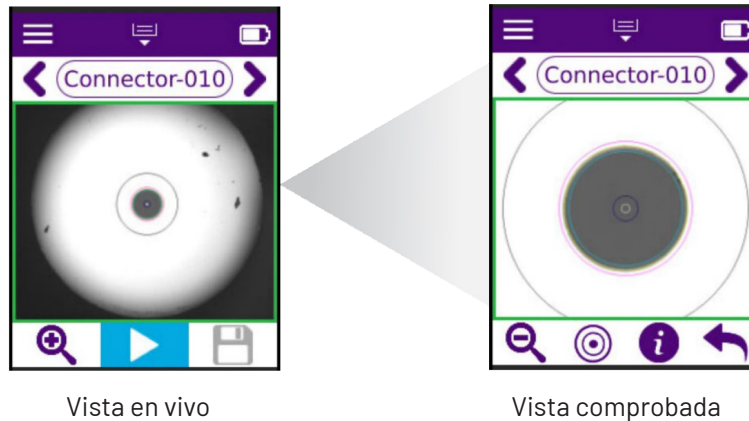 Connector-010
Connector-010
i
Vista en vivo
Vista comprobada